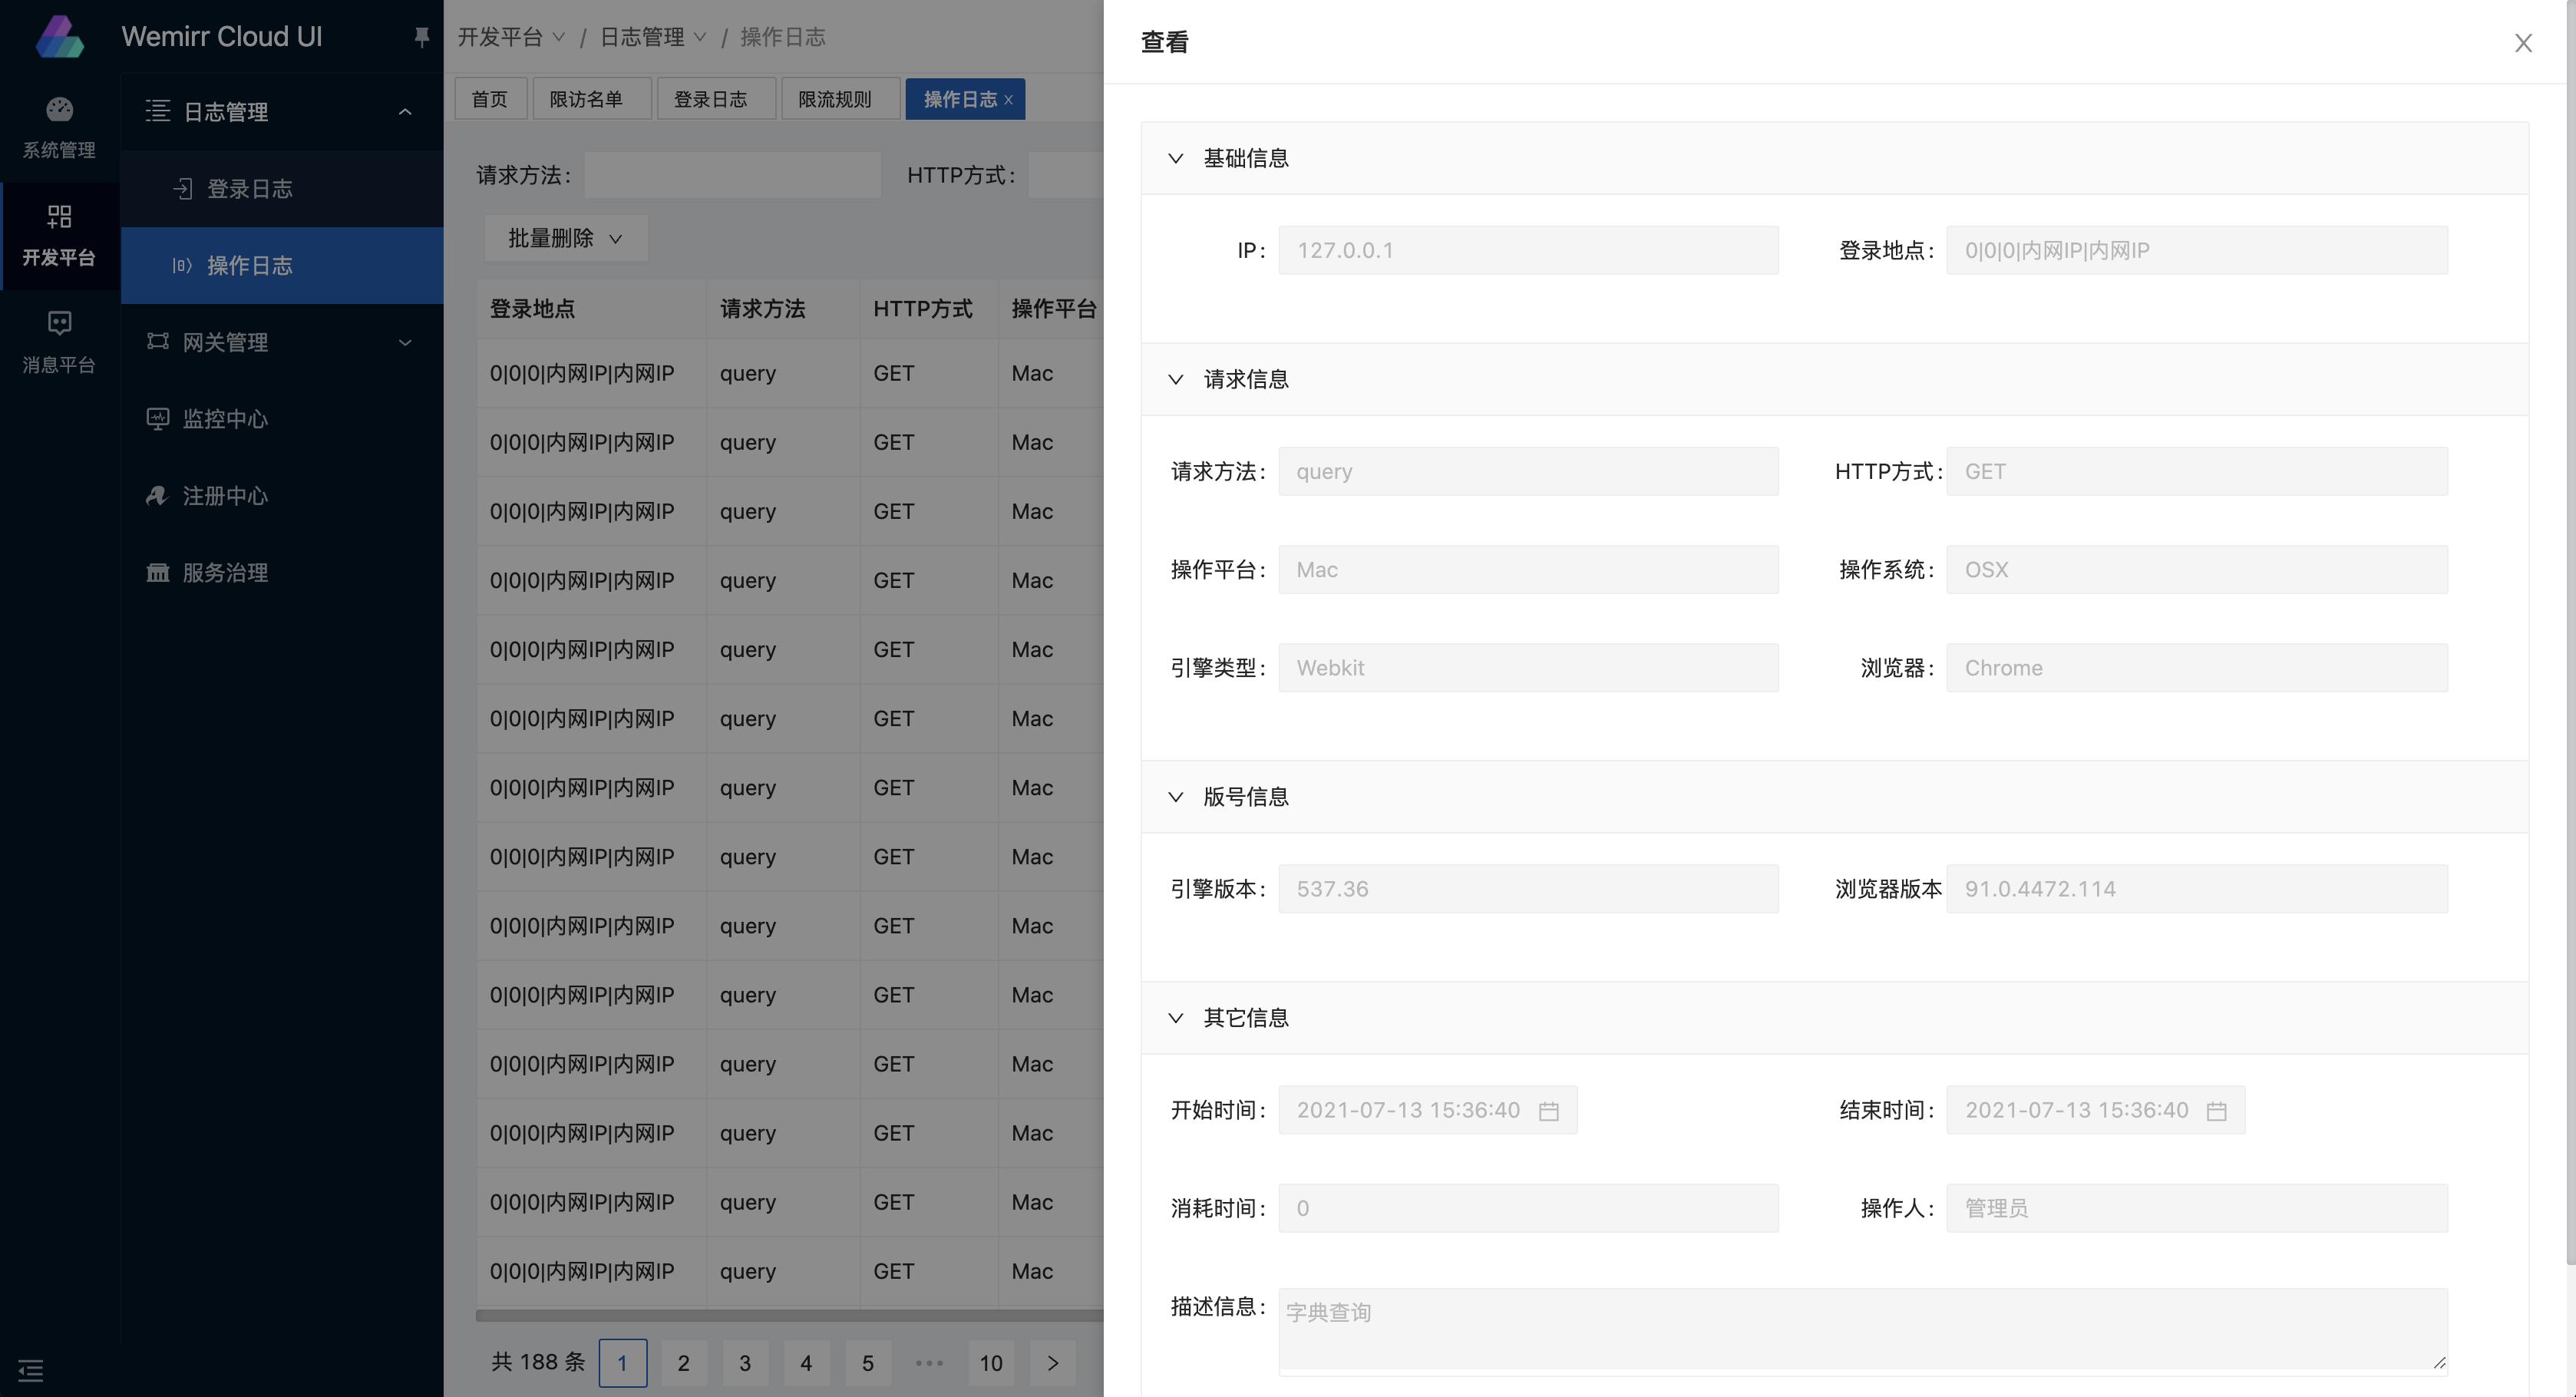 Wemirr Cloud UI
系统管理
开发平台
消息平台
日志管理
登录日志
操作日志
网关管理
监控中心
注册中心
服务治理
开发平台 / 日志管理 / 操作日志
首页 限访名单 登录日志 限流规则 操作日志 x
请求方法: HTTP方式:
批量删除
登录地点 请求方法 HTTP方式 操作平台
0|0|0|内网IP|内网IP query GET Mac
0|0|0|内网IP|内网IP query GET Mac
0|0|0|内网IP|内网IP query GET Mac
0|0|0|内网IP|内网IP query GET Mac
0|0|0|内网IP|内网IP query GET Mac
0|0|0|内网IP|内网IP query GET Mac
0|0|0|内网IP|内网IP query GET Mac
0|0|0|内网IP|内网IP query GET Mac
0|0|0|内网IP|内网IP query GET Mac
0|0|0|内网IP|内网IP query GET Mac
0|0|0|内网IP|内网IP query GET Mac
0|0|0|内网IP|内网IP query GET Mac
0|0|0|内网IP|内网IP query GET Mac
0|0|0|内网IP|内网IP query GET Mac
共 188 条 1 2 3 4 5 ••• 10 >
查看
基础信息
IP: 127.0.0.1 登录地点: 0|0|0|内网IP|内网IP
请求信息
请求方法: query HTTP方式: GET
操作平台: Mac 操作系统: OSX
引擎类型: Webkit 浏览器: Chrome
版号信息
引擎版本: 537.36 浏览器版本 91.0.4472.114
其它信息
开始时间: 2021-07-13 15:36:40 结束时间: 2021-07-13 15:36:40
消耗时间: 0 操作人: 管理员
描述信息: 字典查询